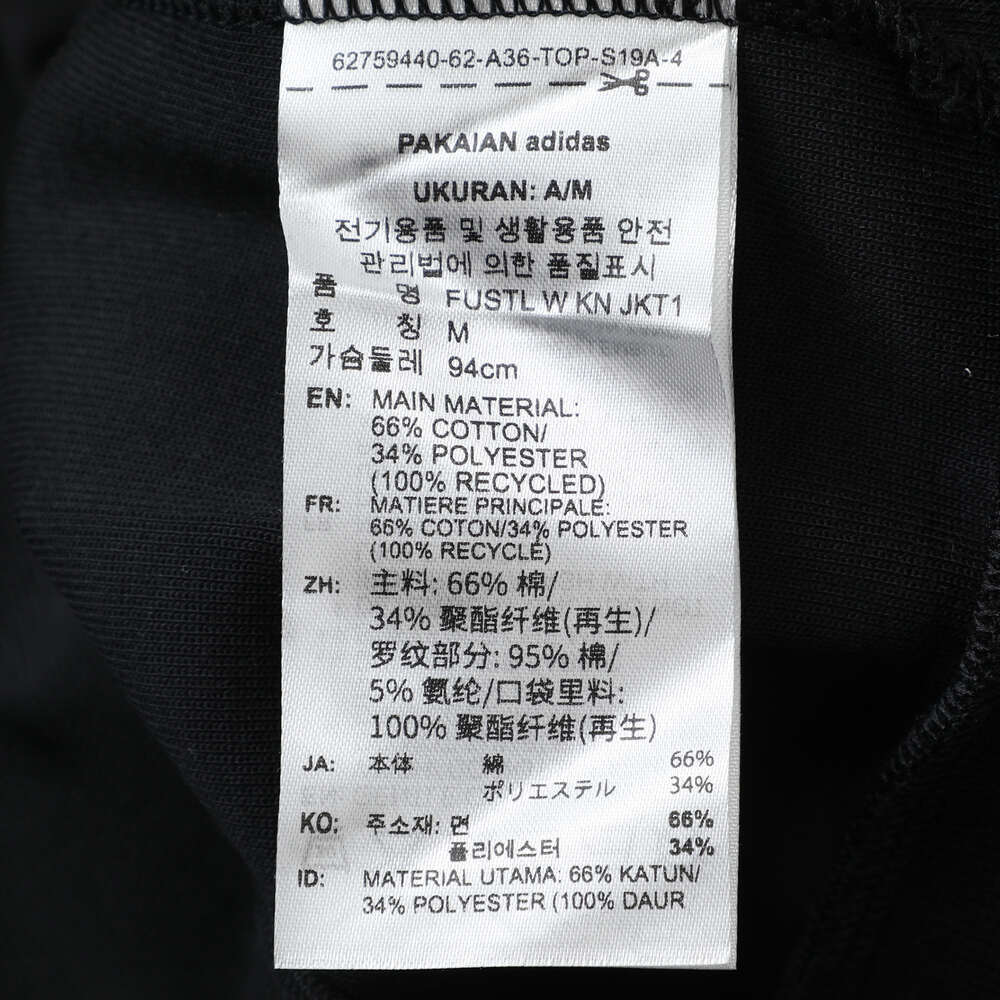 62759440-62-A36-TOP-S19A-4
PAKAIAN adidas
UKURAN: A/M
전기용품 및 생활용품 안전
관리법에 의한 품질표시
품 명 FUSTL W KN JKT1
호 칭 M
가슴둘레 94cm
EN: MAIN MATERIAL:
66% COTTON/
34% POLYESTER
(100% RECYCLED)
FR: MATIERE PRINCIPALE:
66% COTON/34% POLYESTER
(100% RECYCLÉ)
ZH: 主料: 66% 棉/
34% 聚酯纤维(再生)/
罗纹部分: 95% 棉/
5% 氨纶/口袋里料:
100% 聚酯纤维(再生)
JA: 本体 綿 66%
ポリエステル 34%
KO: 주소재: 면 66%
폴리에스터 34%
ID: MATERIAL UTAMA: 66% KATUN/
34% POLYESTER (100% DAUR